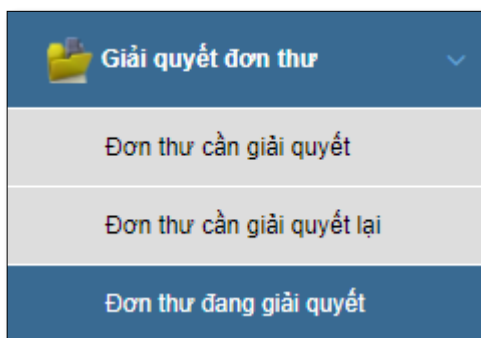 Giải quyết đơn thư
Đơn thư cần giải quyết
Đơn thư cần giải quyết lại
Đơn thư đang giải quyết